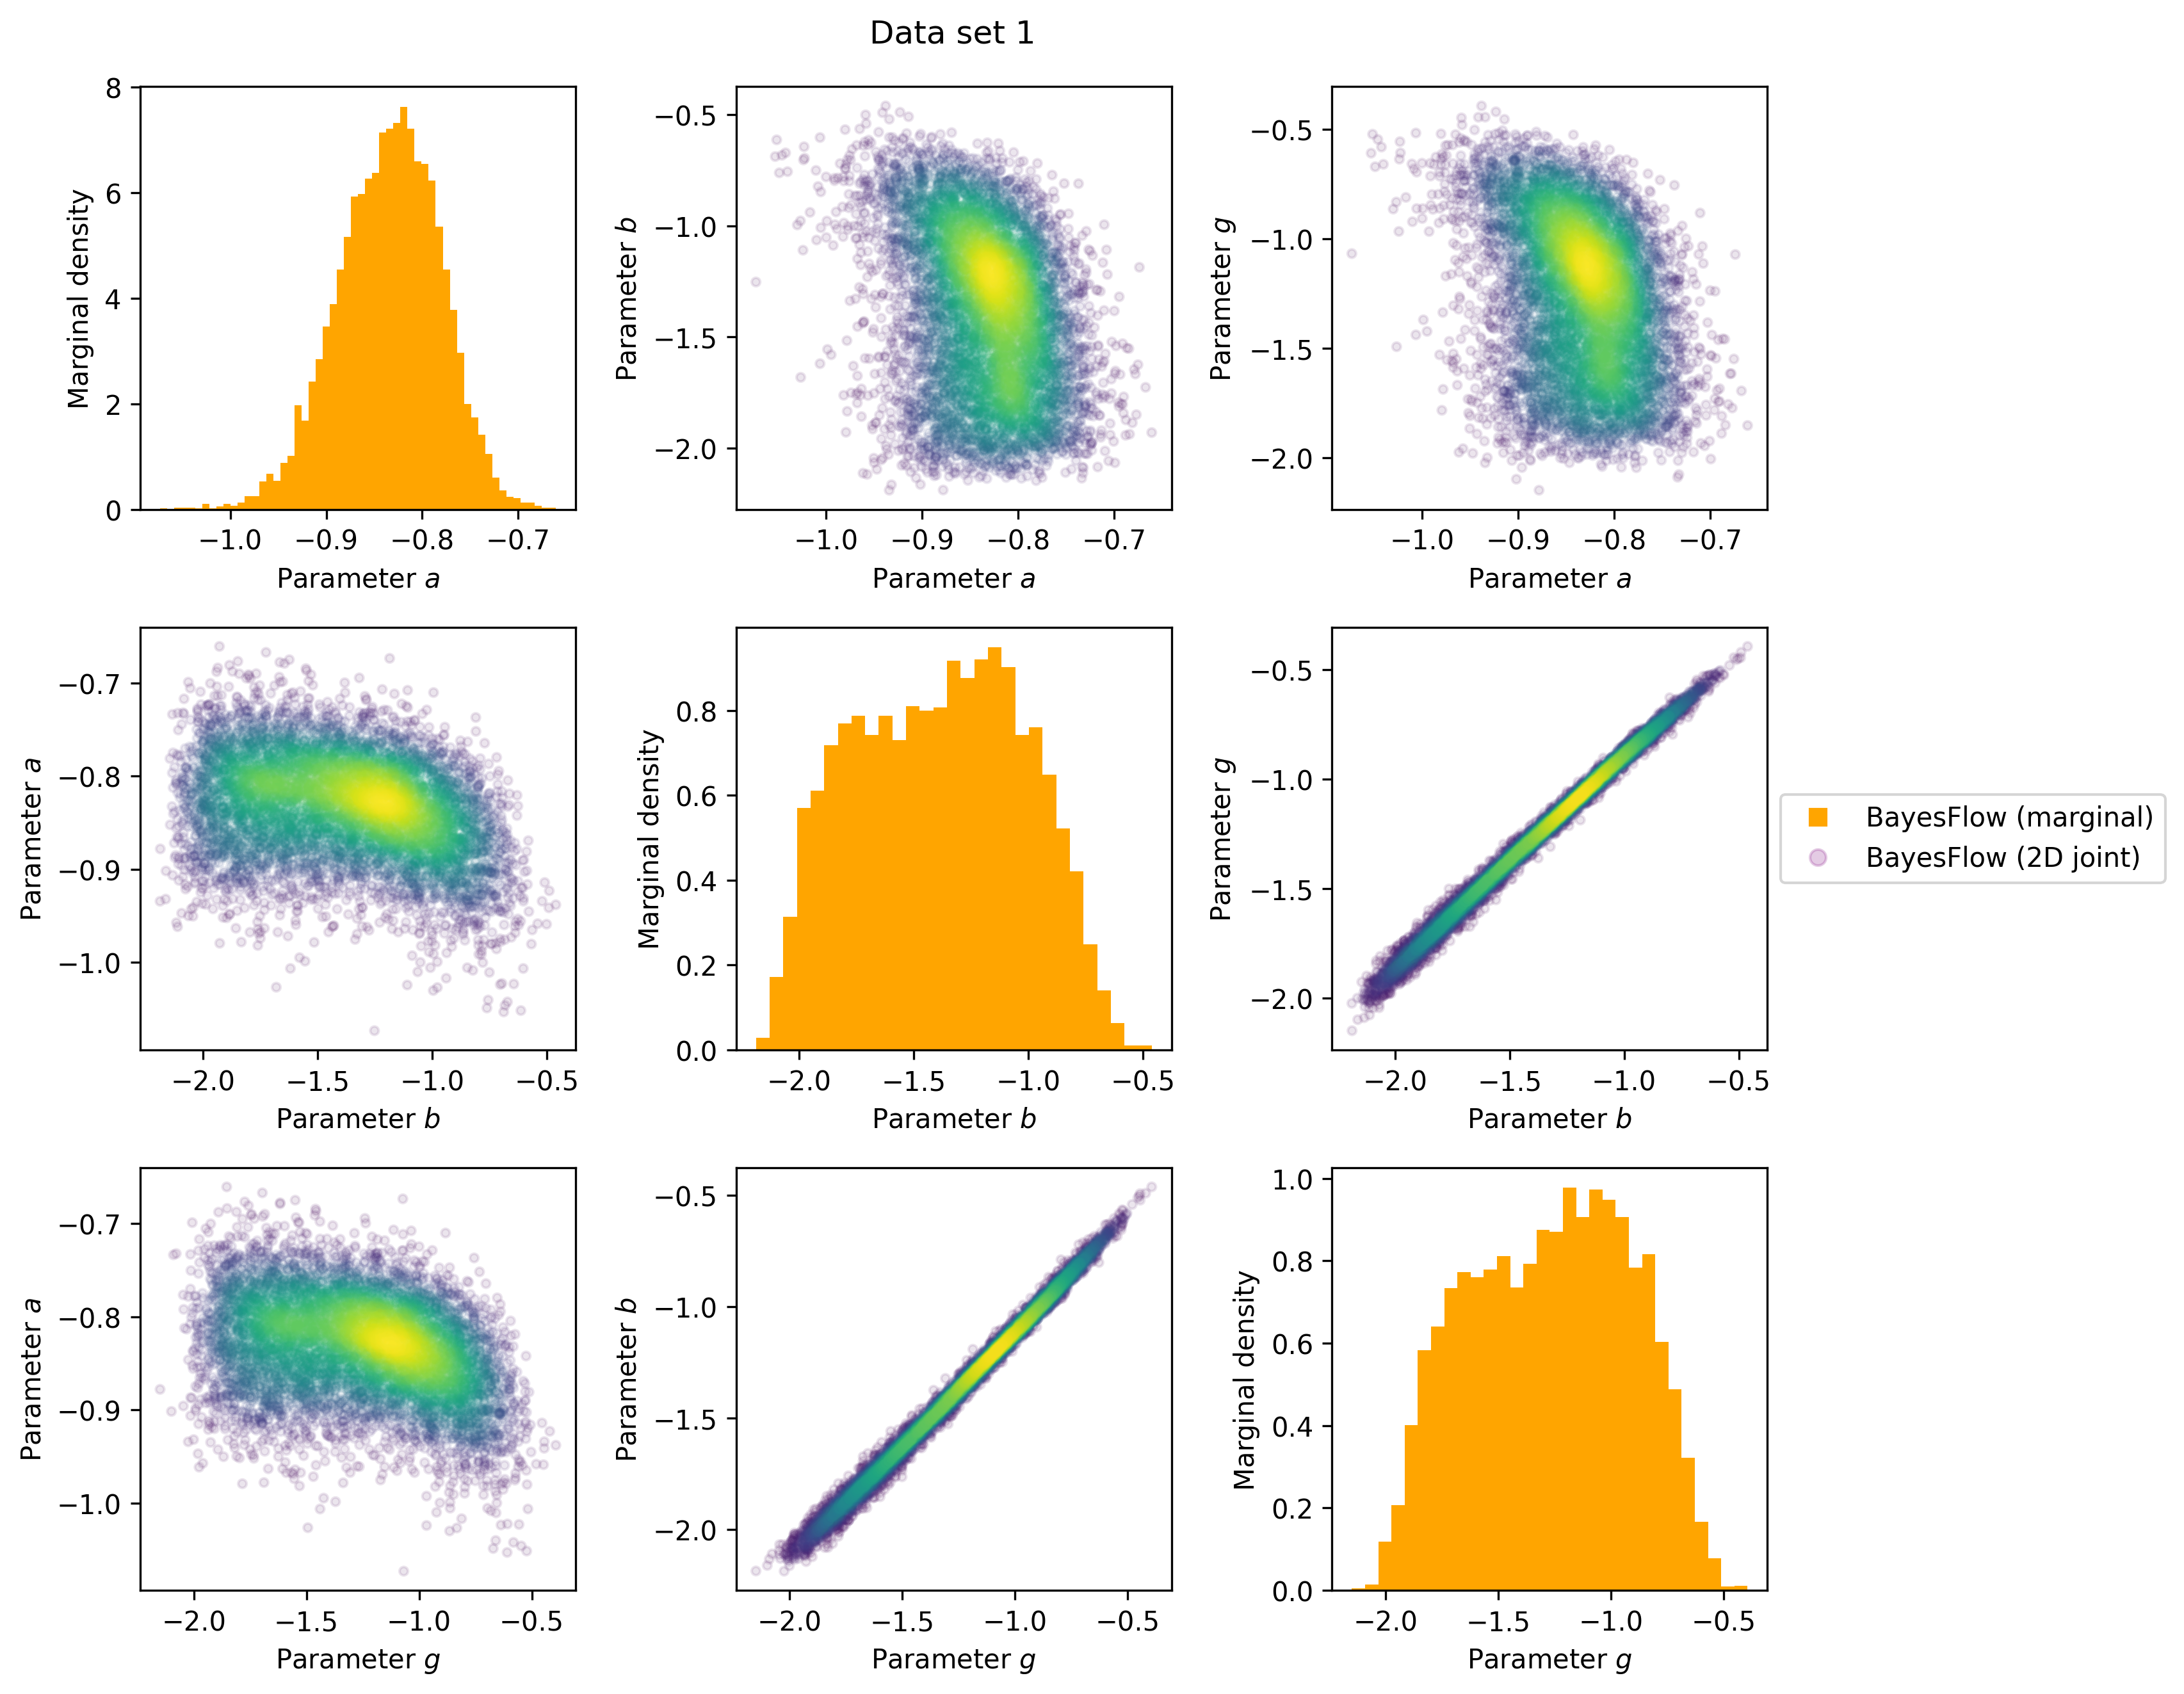 Data set 1
8
6
4
2
0
Marginal density
−1.0 −0.9 −0.8 −0.7
Parameter a
−0.5
−1.0
−1.5
−2.0
Parameter b
−1.0 −0.9 −0.8 −0.7
Parameter a
−0.5
−1.0
−1.5
−2.0
Parameter g
−1.0 −0.9 −0.8 −0.7
Parameter a
−0.7
−0.8
−0.9
−1.0
Parameter a
−2.0 −1.5 −1.0 −0.5
Parameter b
0.8
0.6
0.4
0.2
0.0
Marginal density
−2.0 −1.5 −1.0 −0.5
Parameter b
−0.5
−1.0
−1.5
−2.0
Parameter g
−2.0 −1.5 −1.0 −0.5
Parameter b
BayesFlow (marginal)
BayesFlow (2D joint)
−0.7
−0.8
−0.9
−1.0
Parameter a
−2.0 −1.5 −1.0 −0.5
Parameter g
−0.5
−1.0
−1.5
−2.0
Parameter b
−2.0 −1.5 −1.0 −0.5
Parameter g
1.0
0.8
0.6
0.4
0.2
0.0
Marginal density
−2.0 −1.5 −1.0 −0.5
Parameter g